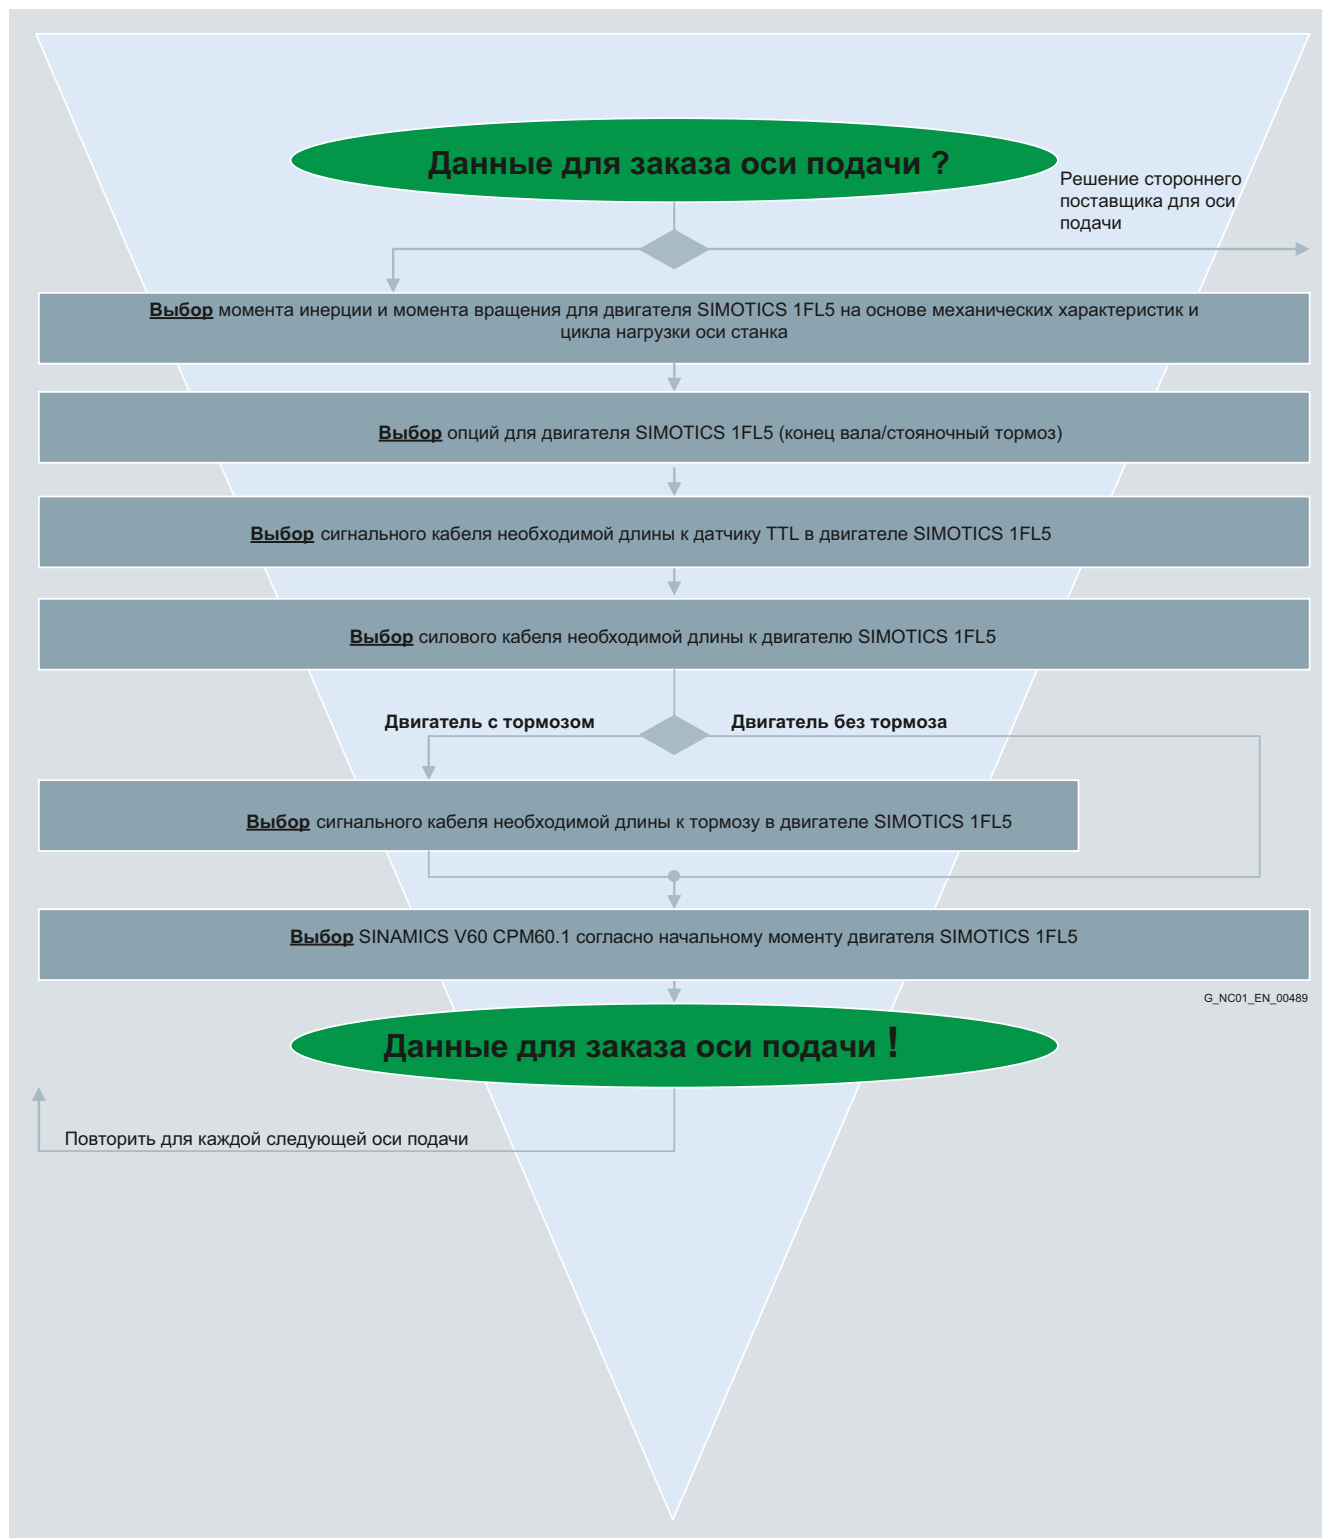 Данные для заказа оси подачи ?
Решение стороннего
поставщика для оси
подачи
Выбор момента инерции и момента вращения для двигателя SIMOTICS 1FL5 на основе механических характеристик и
цикла нагрузки оси станка
Выбор опций для двигателя SIMOTICS 1FL5 (конец вала/стояночный тормоз)
Выбор сигнального кабеля необходимой длины к датчику TTL в двигателе SIMOTICS 1FL5
Выбор силового кабеля необходимой длины к двигателю SIMOTICS 1FL5
Двигатель с тормозом
Двигатель без тормоза
Выбор сигнального кабеля необходимой длины к тормозу в двигателе SIMOTICS 1FL5
Выбор SINAMICS V60 CPM60.1 согласно начальному моменту двигателя SIMOTICS 1FL5
G_NC01_EN_00489
Данные для заказа оси подачи !
Повторить для каждой следующей оси подачи